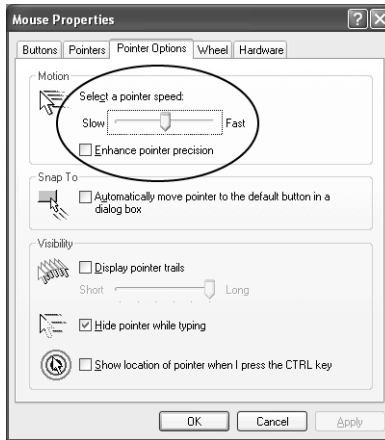 Mouse Properties
Buttons Pointers Pointer Options Wheel Hardware
Motion
Select a pointer speed:
Slow Fast
Enhance pointer precision
Snap To
Automatically move pointer to the default button in a
dialog box
Visibility
Display pointer trails
Short Long
Hide pointer while typing
Show location of pointer when I press the CTRL key
OK Cancel Apply